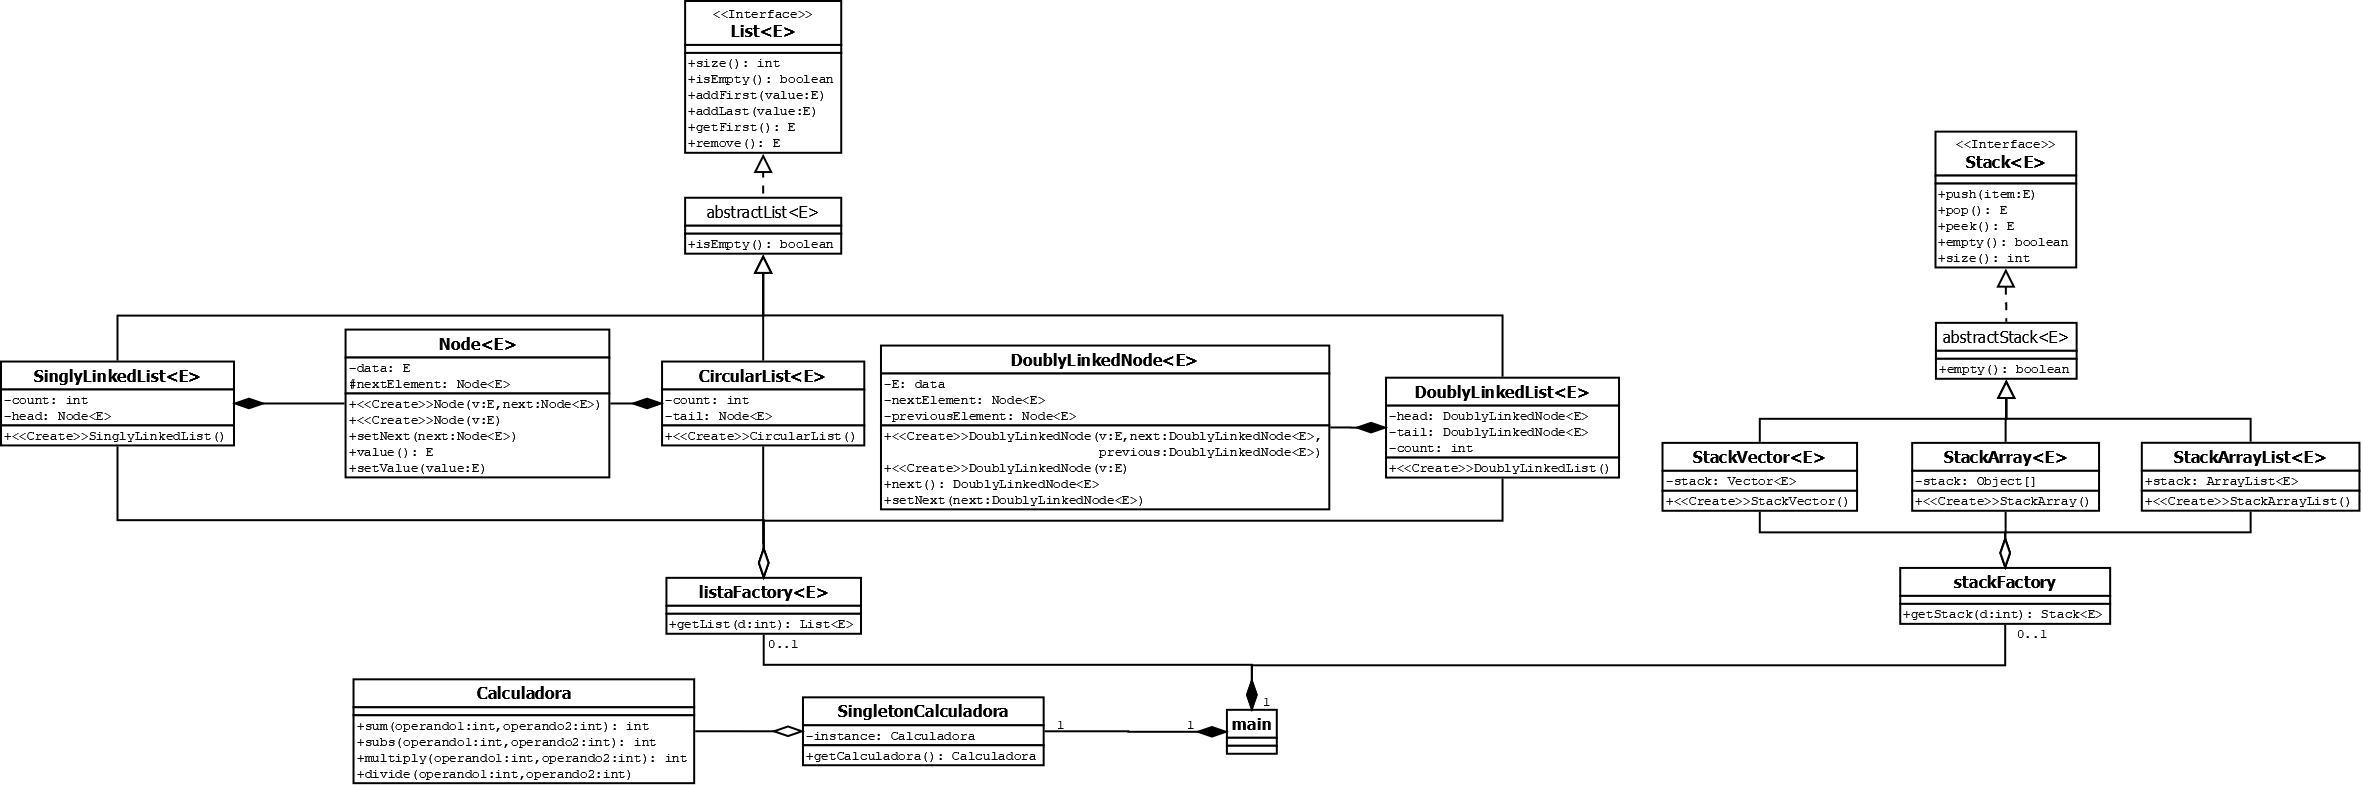 <<Interface>>
List<E>
+size(): int
+isEmpty(): boolean
+addFirst(value:E)
+addLast(value:E)
+getFirst(): E
+remove(): E
abstractList<E>
+isEmpty(): boolean
<<Interface>>
Stack<E>
+push(item:E)
+pop(): E
+peek(): E
+empty(): boolean
+size(): int
abstractStack<E>
+empty(): boolean
SinglyLinkedList<E>
-count: int
-head: Node<E>
+<<Create>>SinglyLinkedList()
Node<E>
-data: E
#nextElement: Node<E>
+<<Create>>Node(v:E,next:Node<E>)
+<<Create>>Node(v:E)
+setNext(next:Node<E>)
+value(): E
+setValue(value:E)
CircularList<E>
-count: int
-tail: Node<E>
+<<Create>>CircularList()
DoublyLinkedNode<E>
-E: data
-nextElement: Node<E>
-previousElement: Node<E>
+<<Create>>DoublyLinkedNode(v:E,next:DoublyLinkedNode<E>,
previous:DoublyLinkedNode<E>)
+<<Create>>DoublyLinkedNode(v:E)
+next(): DoublyLinkedNode<E>
+setNext(next:DoublyLinkedNode<E>)
DoublyLinkedList<E>
-head: DoublyLinkedNode<E>
-tail: DoublyLinkedNode<E>
-count: int
+<<Create>>DoublyLinkedList()
StackVector<E>
-stack: Vector<E>
+<<Create>>StackVector()
StackArray<E>
-stack: Object[]
+<<Create>>StackArray()
StackArrayList<E>
+stack: ArrayList<E>
+<<Create>>StackArrayList()
listaFactory<E>
+getList(d:int): List<E>
0..1
stackFactory
+getStack(d:int): Stack<E>
0..1
Calculadora
+sum(operando1:int,operando2:int): int
+subs(operando1:int,operando2:int): int
+multiply(operando1:int,operando2:int): int
+divide(operando1:int,operando2:int)
SingletonCalculadora
-instance: Calculadora
+getCalculadora(): Calculadora
1
1
1
main